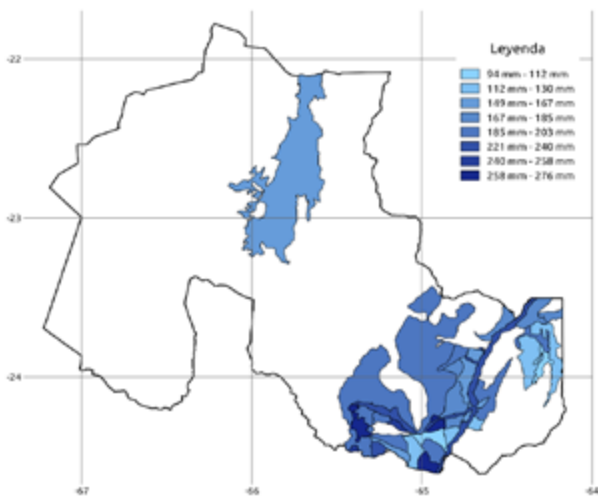 Leyenda
94 mm - 112 mm
112 mm - 130 mm
149 mm - 167 mm
167 mm - 185 mm
185 mm - 203 mm
221 mm - 240 mm
240 mm - 258 mm
258 mm - 276 mm
-22
-23
-24
-67
-66
-65
-64